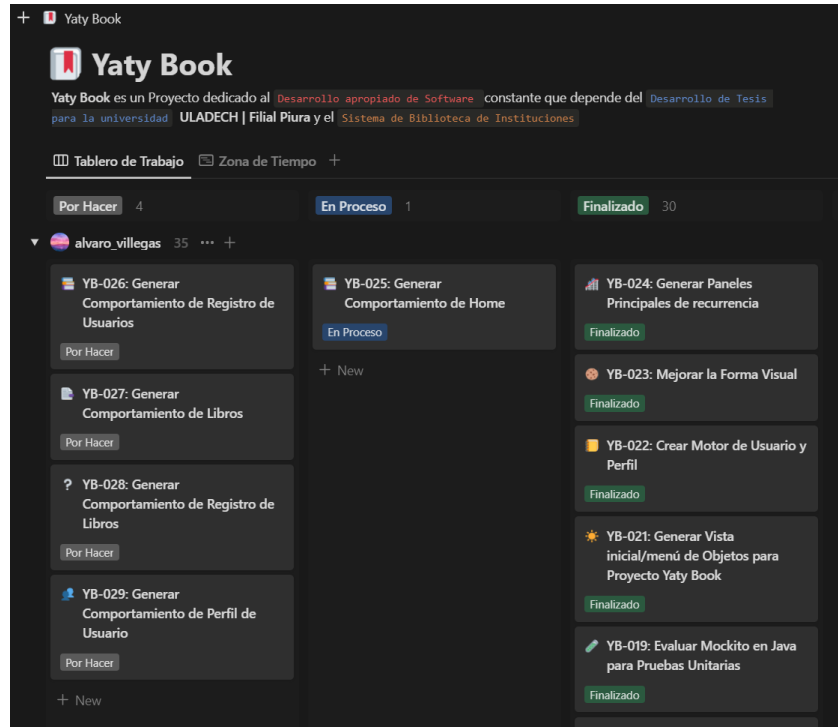 Yaty Book
Yaty Book
Yaty Book es un Proyecto dedicado al Desarrollo apropiado de Software constante que depende del Desarrollo de Tesis
para la universidad ULADECH | Filial Piura y el Sistema de Biblioteca de Instituciones
Tablero de Trabajo Zona de Tiempo
Por Hacer 4
En Proceso 1
Finalizado 30
alvaro_villegas 35
YB-026: Generar
Comportamiento de Registro de
Usuarios
Por Hacer
YB-027: Generar
Comportamiento de Libros
Por Hacer
YB-028: Generar
Comportamiento de Registro de
Libros
Por Hacer
YB-029: Generar
Comportamiento de Perfil de
Usuario
Por Hacer
+ New
YB-025: Generar
Comportamiento de Home
En Proceso
+ New
YB-024: Generar Paneles
Principales de recurrencia
Finalizado
YB-023: Mejorar la Forma Visual
Finalizado
YB-022: Crear Motor de Usuario y
Perfil
Finalizado
YB-021: Generar Vista
inicial/menú de Objetos para
Proyecto Yaty Book
Finalizado
YB-019: Evaluar Mockito en Java
para Pruebas Unitarias
Finalizado